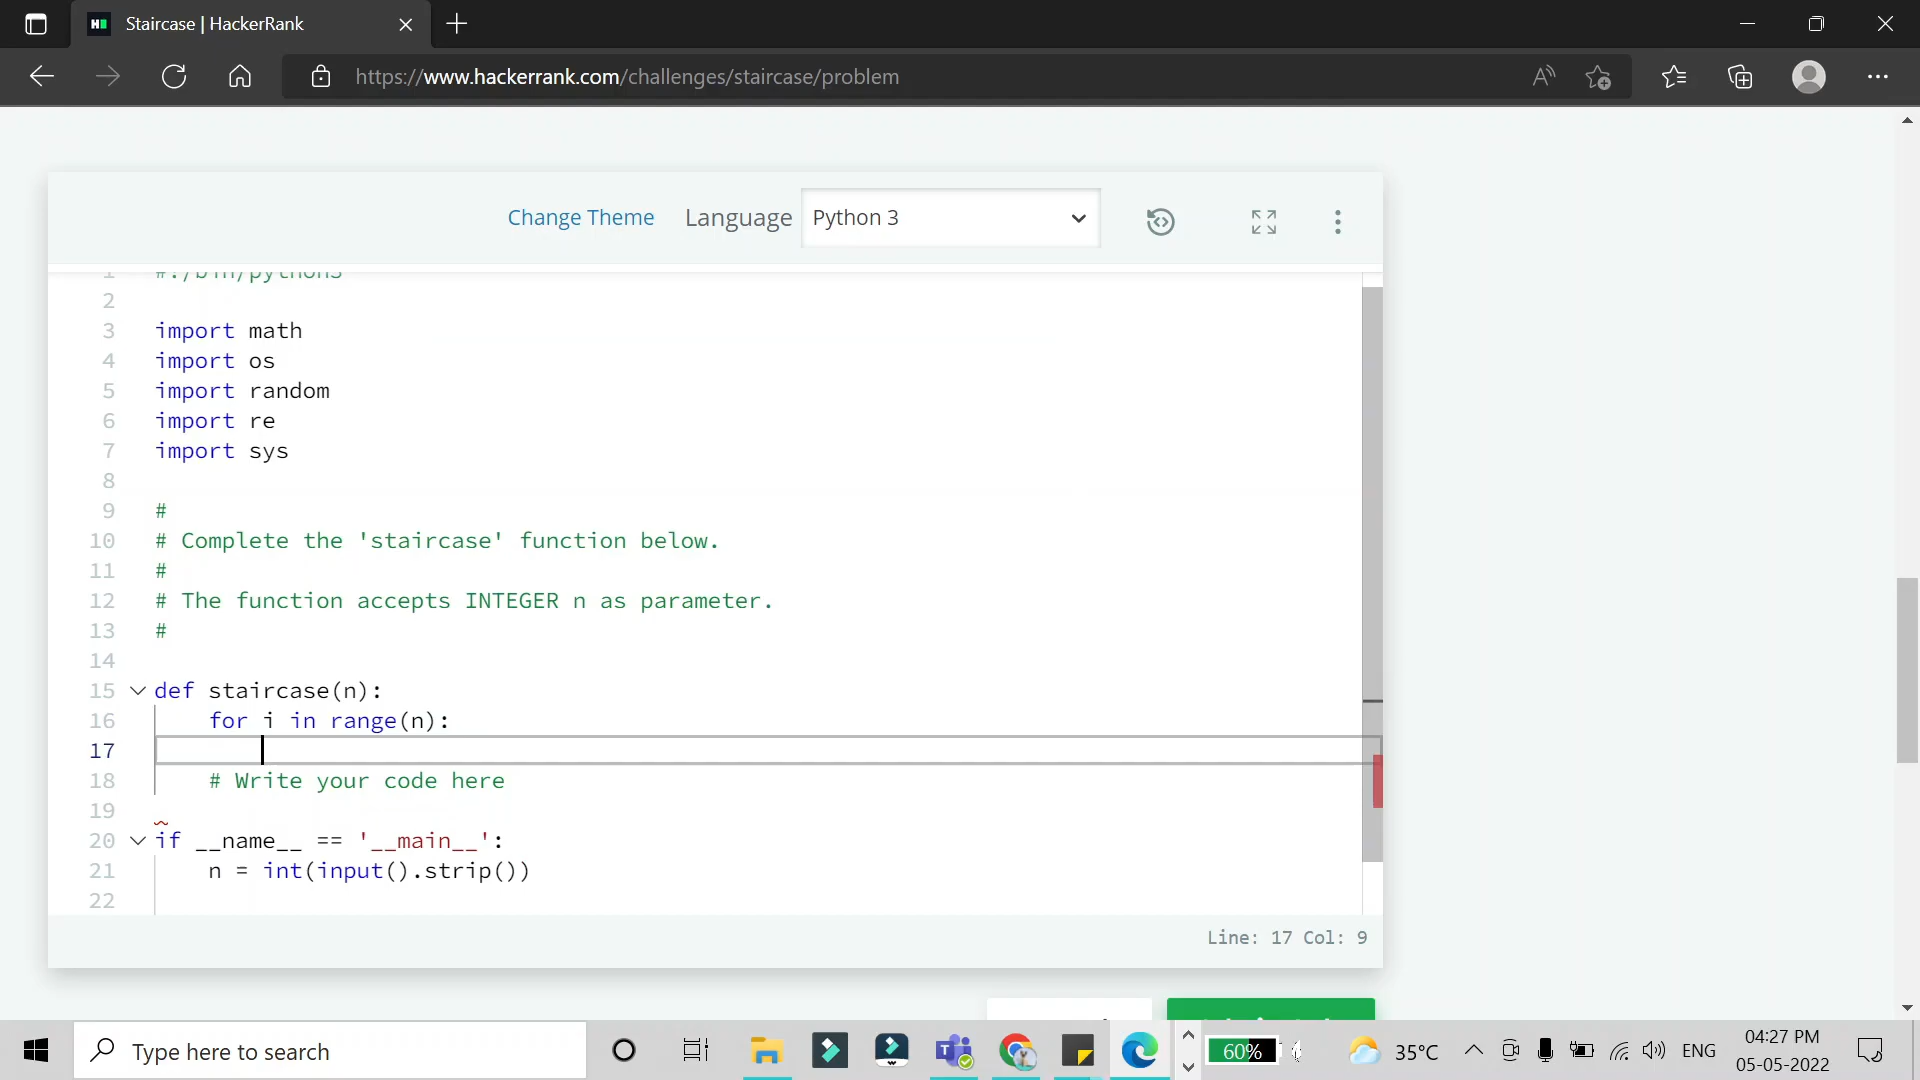 Staircase | HackerRank
https://www.hackerrank.com/challenges/staircase/problem
Change Theme Language Python 3
1 #!/bin/python3
2
3 import math
4 import os
5 import random
6 import re
7 import sys
8
9 #
10 # Complete the 'staircase' function below.
11 #
12 # The function accepts INTEGER n as parameter.
13 #
14
15 def staircase(n):
16 for i in range(n):
17
18 # Write your code here
19
20 if __name__ == '__main__':
21 n = int(input().strip())
22
Line: 17 Col: 9
Type here to search
60%
35°C
ENG
04:27 PM
05-05-2022